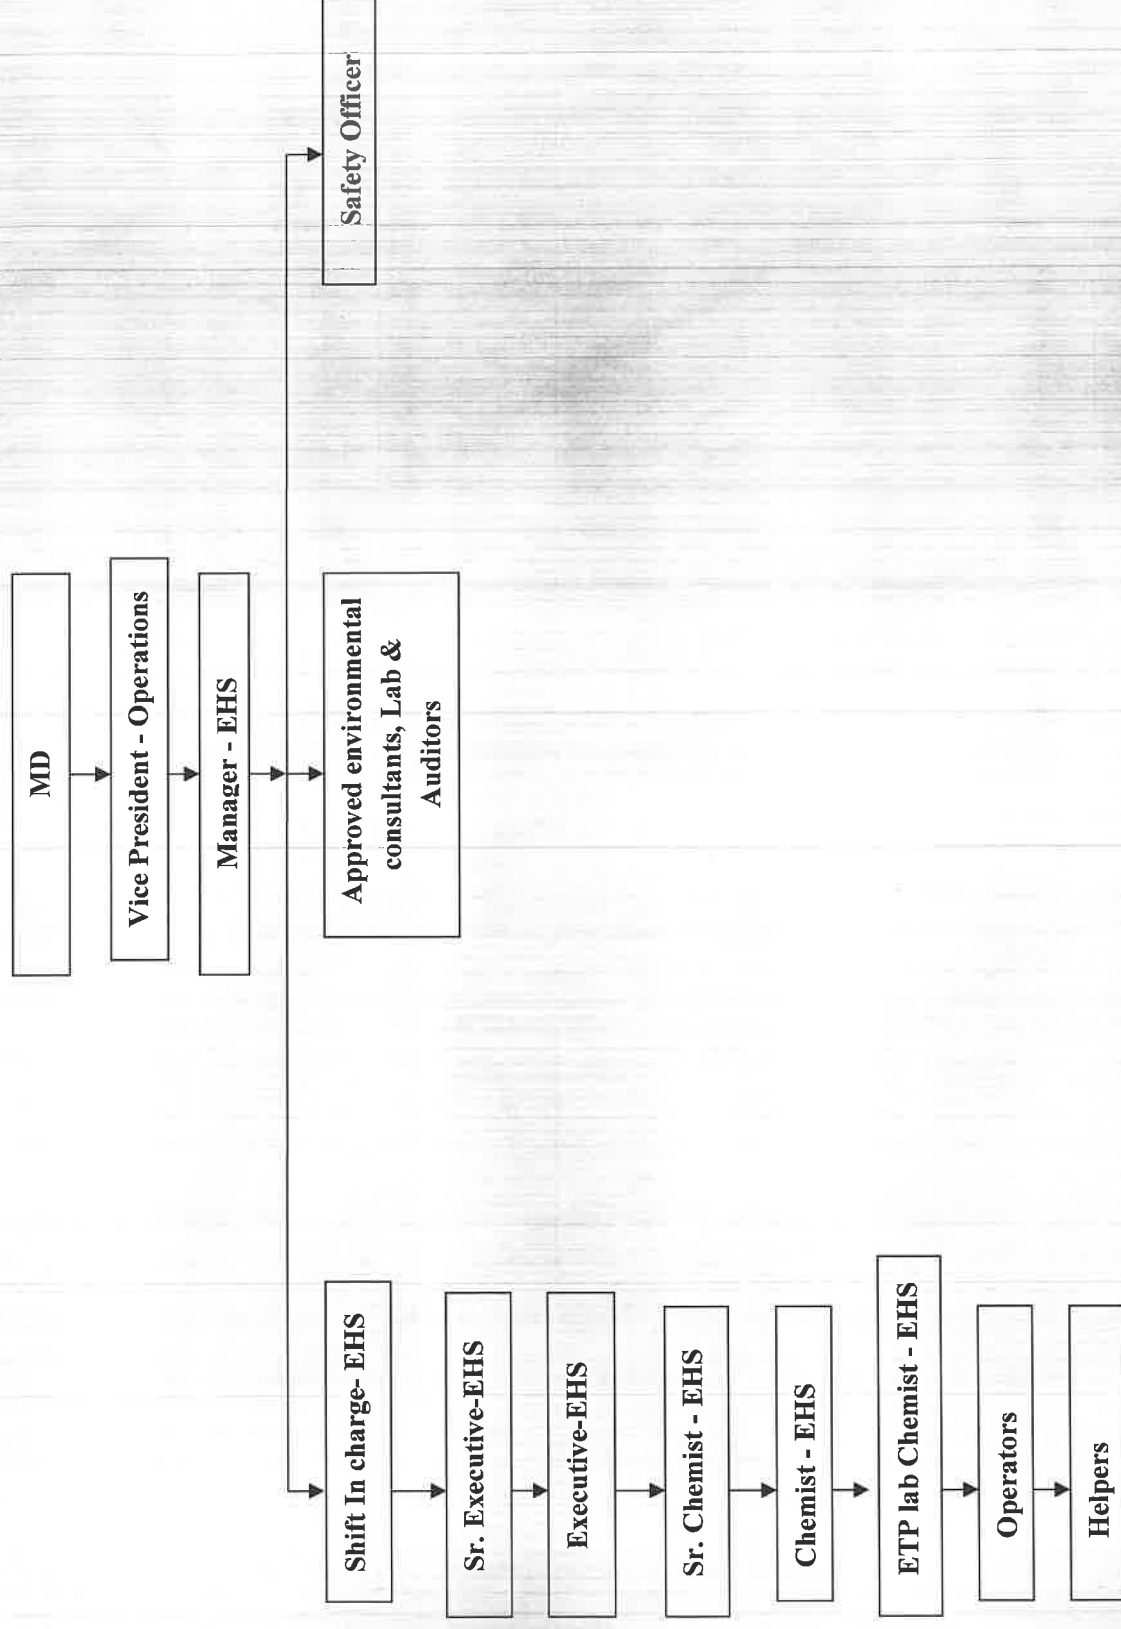 MD
Vice President - Operations
Manager - EHS
Shift In charge- EHS
Approved environmental
consultants, Lab &
Auditors
Safety Officer
Sr. Executive-EHS
Executive-EHS
Sr. Chemist - EHS
Chemist - EHS
ETP lab Chemist - EHS
Operators
Helpers